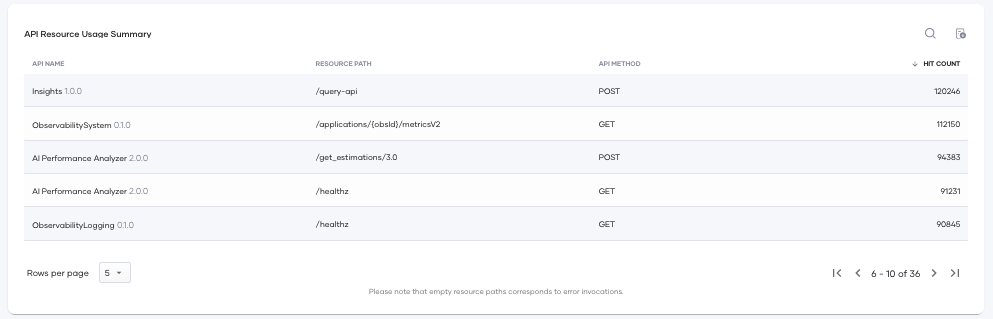 API Resource Usage Summary
API NAME RESOURCE PATH API METHOD HIT COUNT
Insights 1.0.0 /query-api POST 120246
ObservabilitySystem 0.1.0 /applications/{obsId}/metricsV2 GET 112150
AI Performance Analyzer 2.0.0 /get_estimations/3.0 POST 94383
AI Performance Analyzer 2.0.0 /healthz GET 91231
ObservabilityLogging 0.1.0 /healthz GET 90845
Rows per page 5 6 - 10 of 36
Please note that empty resource paths corresponds to error invocations.